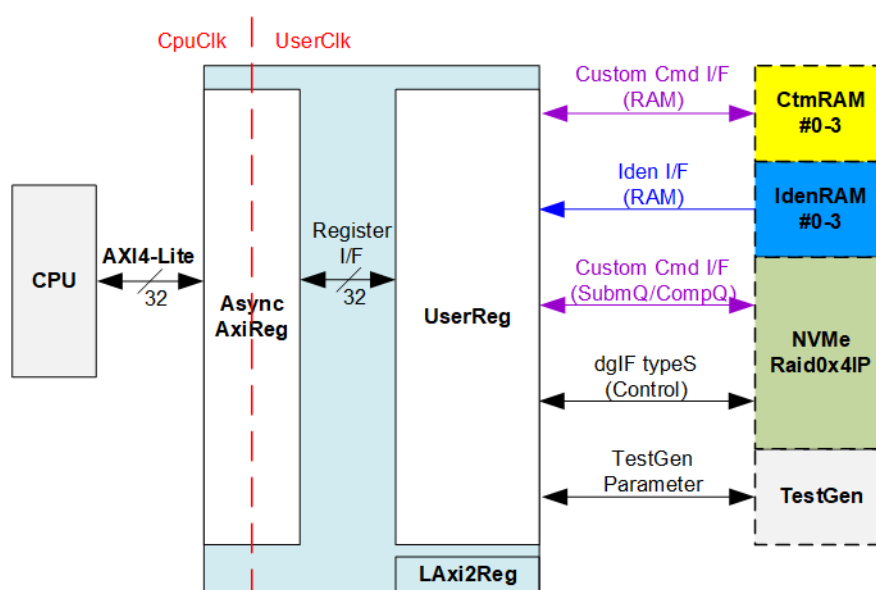 CpuClk
UserClk
Custom Cmd I/F
(RAM)
CtmRAM
#0-3
Iden I/F
(RAM)
IdenRAM
#0-3
CPU
AXI4-Lite
32
Async
AxiReg
Register
I/F
32
UserReg
Custom Cmd I/F
(SubmQ/CompQ)
NVMe
Raid0x4IP
dgIF typeS
(Control)
TestGen
Parameter
TestGen
LAxi2Reg